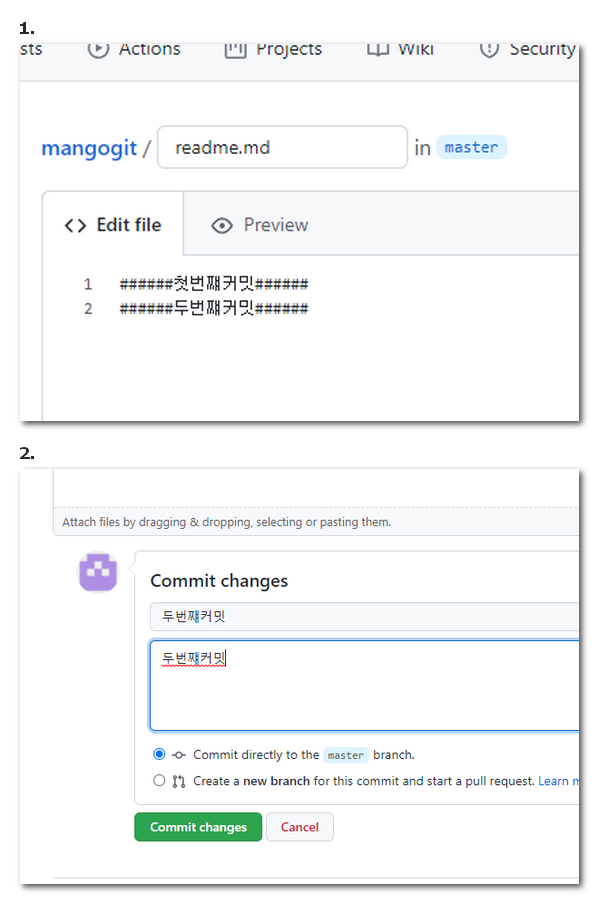 1.
sts Actions Projects Wiki Security
mangogit / readme.md in master
Edit file Preview
1 ######첫번쨰커밋######
2 ######두번쨰커밋######
2.
Attach files by dragging & dropping, selecting or pasting them.
Commit changes
두번쨰커밋
두번쨰커밋
Commit directly to the master branch.
Create a new branch for this commit and start a pull request. Learn m
Commit changes Cancel